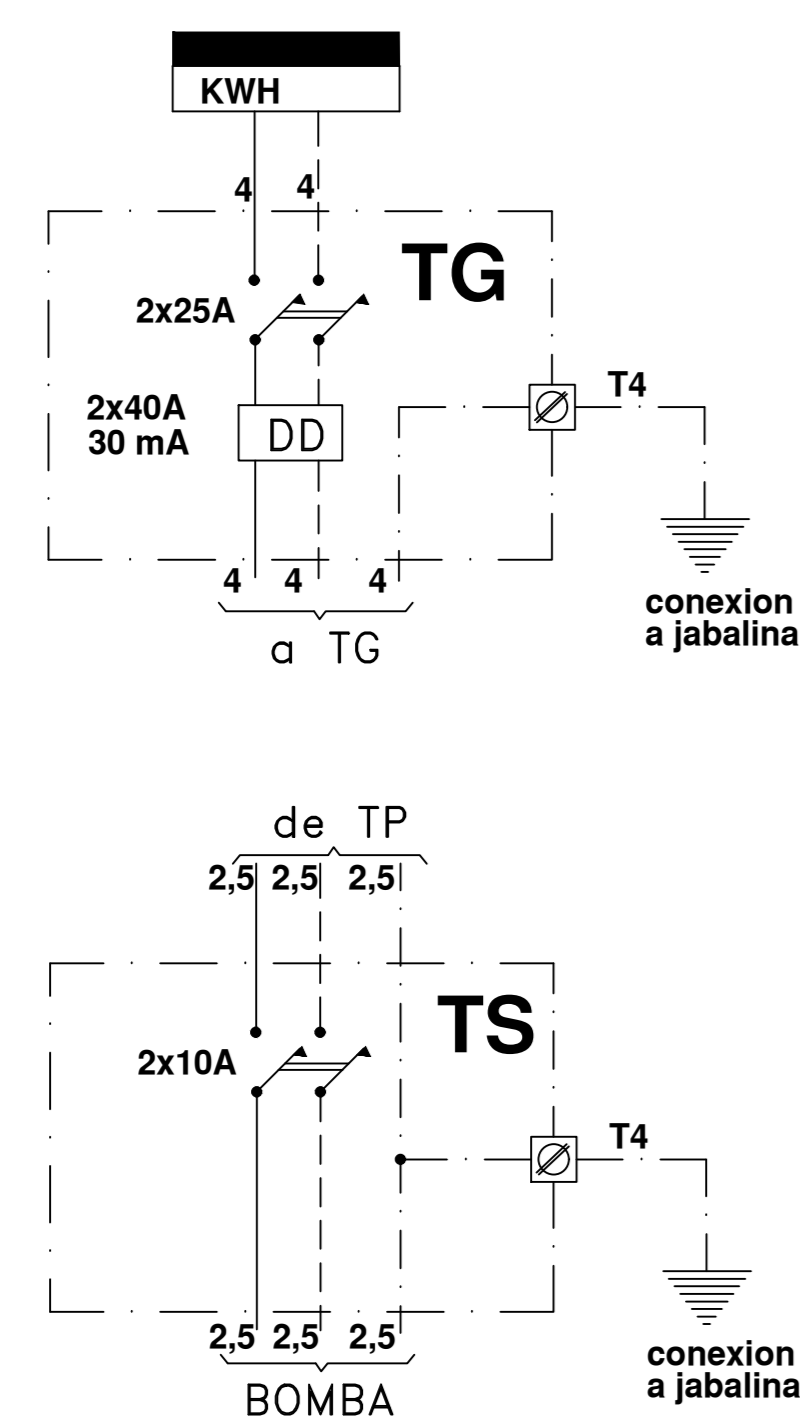 KWH
4 4
TG
2x25A
T4
2x40A
30 mA
DD
4 4 4
conexion
a jabalina
a TG
de TP
2,5 2,5 2,5
TS
2x10A
T4
2,5 2,5 2,5
conexion
a jabalina
BOMBA